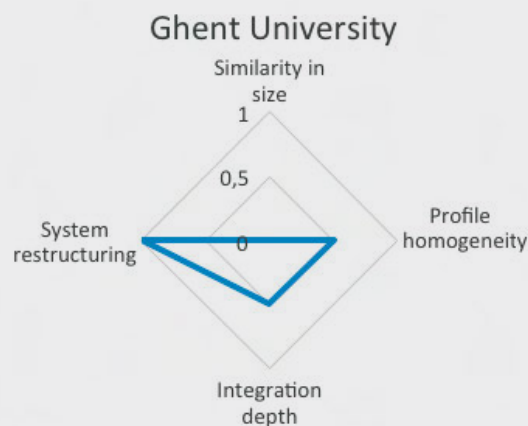 Ghent University
Similarity in
size
1
0,5
0
System
restructuring
Profile
homogeneity
Integration
depth